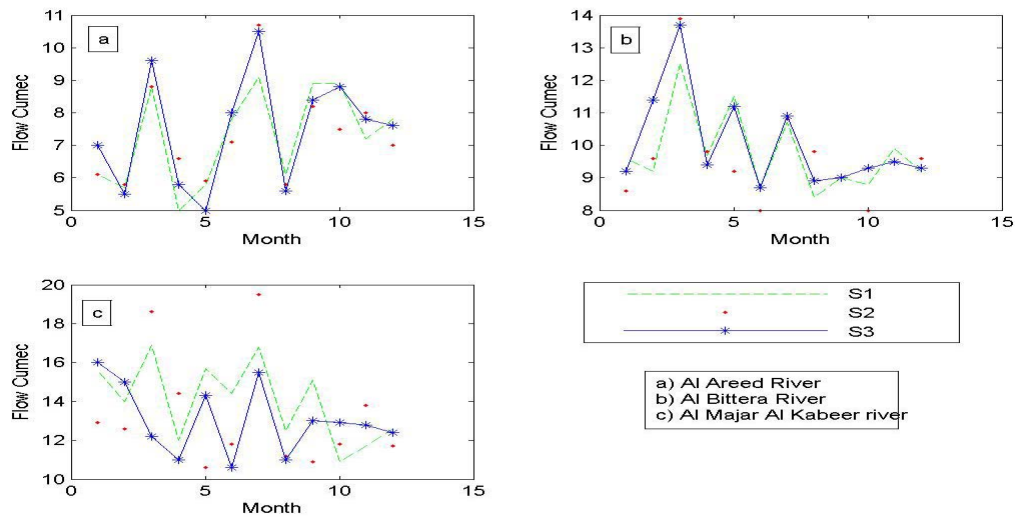 a
Flow Cumec
11
10
9
8
7
6
5
0
5
10
15
Month
b
Flow Cumec
14
13
12
11
10
9
8
0
5
10
15
Month
c
Flow Cumec
20
18
16
14
12
10
0
5
10
15
Month
S1
S2
S3
a) Al Areed River
b) Al Bittera River
c) Al Majar Al Kabeer river